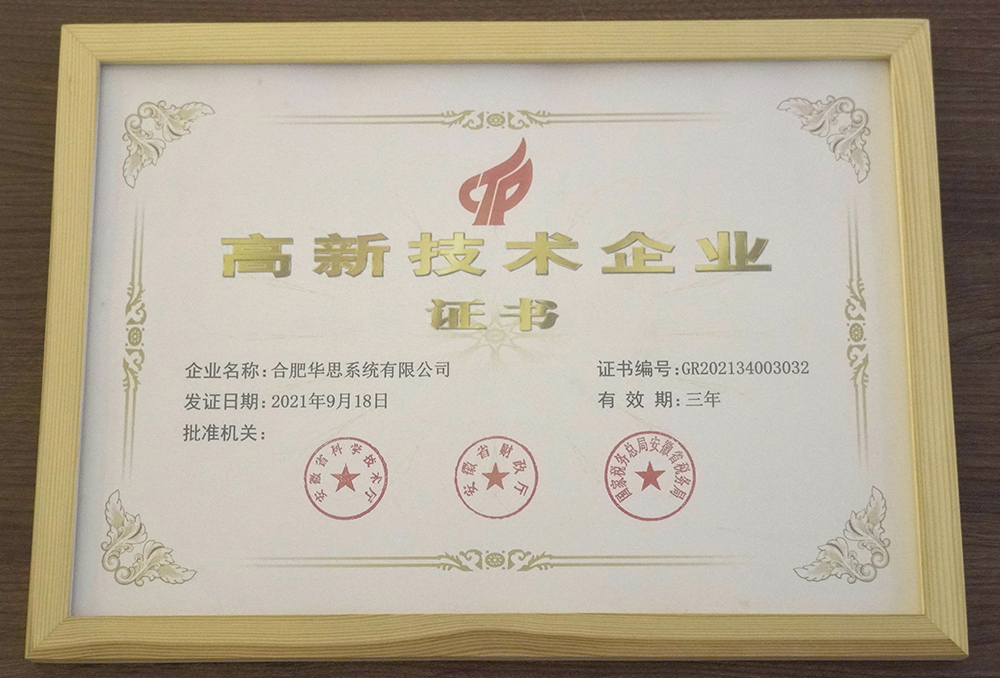 CTP
高新技术企业
证书
企业名称:合肥华思系统有限公司
证书编号:GR202134003032
发证日期:2021年9月18日
有效期:三年
批准机关:
安徽省科学技术厅
安徽省财政厅
国家税务总局安徽省税务局